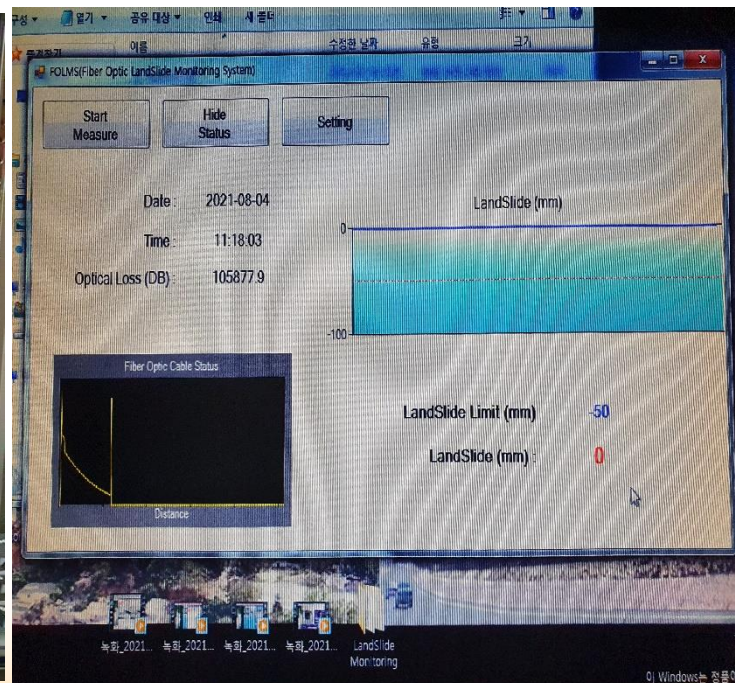 구성 ▾ 열기 ▾ 공유 대상 ▾ 인쇄 새 폴더
이름 수정한 날짜 유형 크기
FOLMS(Fiber Optic LandSlide Monitoring System)
Start
Measure
Hide
Status
Setting
Date : 2021-08-04
Time : 11:18:03
Optical Loss (DB) : 105877.9
LandSlide (mm)
0
-100
Fiber Optic Cable Status
Distance
LandSlide Limit (mm) -50
LandSlide (mm) : 0
녹화_2021... 녹화_2021... 녹화_2021... 녹화_2021... LandSlide
Monitoring
이 Windows는 정품이